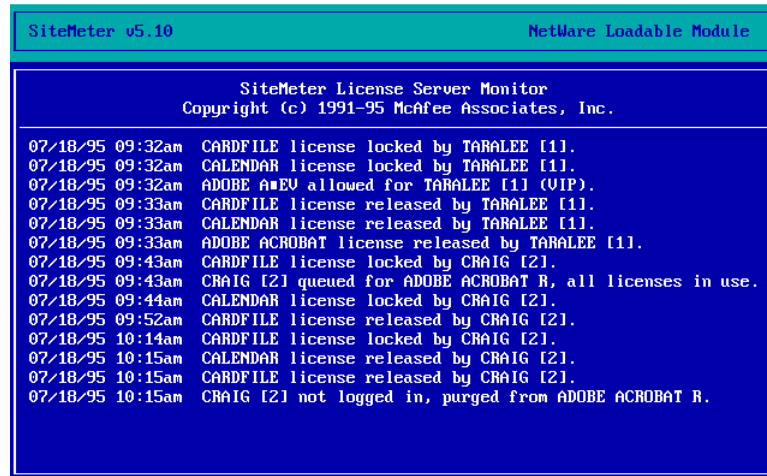 SiteMeter v5.10 NetWare Loadable Module
SiteMeter License Server Monitor
Copyright (c) 1991-95 McAfee Associates, Inc.
07/18/95 09:32am CARDFILE license locked by TARALEE [1].
07/18/95 09:32am CALENDAR license locked by TARALEE [1].
07/18/95 09:32am ADOBE A■EV allowed for TARALEE [1] (VIP).
07/18/95 09:33am CARDFILE license released by TARALEE [1].
07/18/95 09:33am CALENDAR license released by TARALEE [1].
07/18/95 09:33am ADOBE ACROBAT license released by TARALEE [1].
07/18/95 09:43am CARDFILE license locked by CRAIG [2].
07/18/95 09:43am CRAIG [2] queued for ADOBE ACROBAT R, all licenses in use.
07/18/95 09:44am CALENDAR license locked by CRAIG [2].
07/18/95 09:52am CARDFILE license released by CRAIG [2].
07/18/95 10:14am CARDFILE license locked by CRAIG [2].
07/18/95 10:15am CALENDAR license released by CRAIG [2].
07/18/95 10:15am CARDFILE license released by CRAIG [2].
07/18/95 10:15am CRAIG [2] not logged in, purged from ADOBE ACROBAT R.